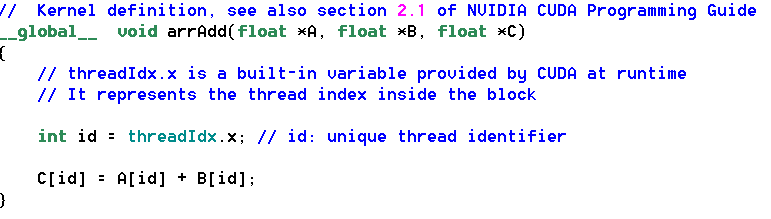 //  Kernel definition, see also section 2.1 of NVIDIA CUDA Programming Guide
__global__  void arrAdd(float *A, float *B, float *C)
{
    // threadIdx.x is a built-in variable provided by CUDA at runtime
    // It represents the thread index inside the block
    int id = threadIdx.x; // id: unique thread identifier
    C[id] = A[id] + B[id];
}